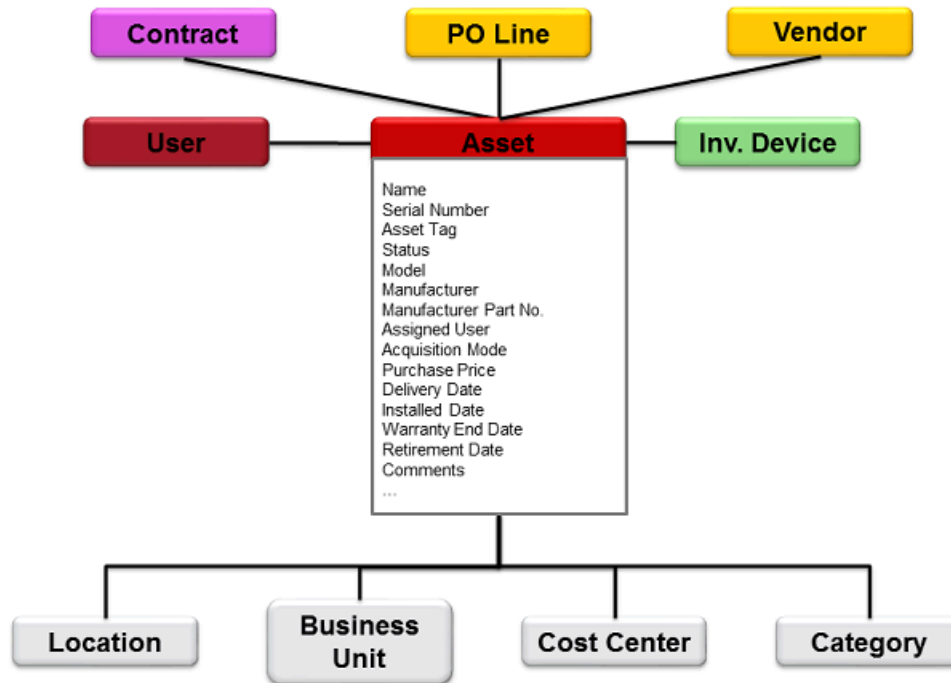 Contract
PO Line
Vendor
User
Asset
Inv. Device
Name
Serial Number
Asset Tag
Status
Model
Manufacturer
Manufacturer Part No.
Assigned User
Acquisition Mode
Purchase Price
Delivery Date
Installed Date
Warranty End Date
Retirement Date
Comments
...
Location
Business
Unit
Cost Center
Category